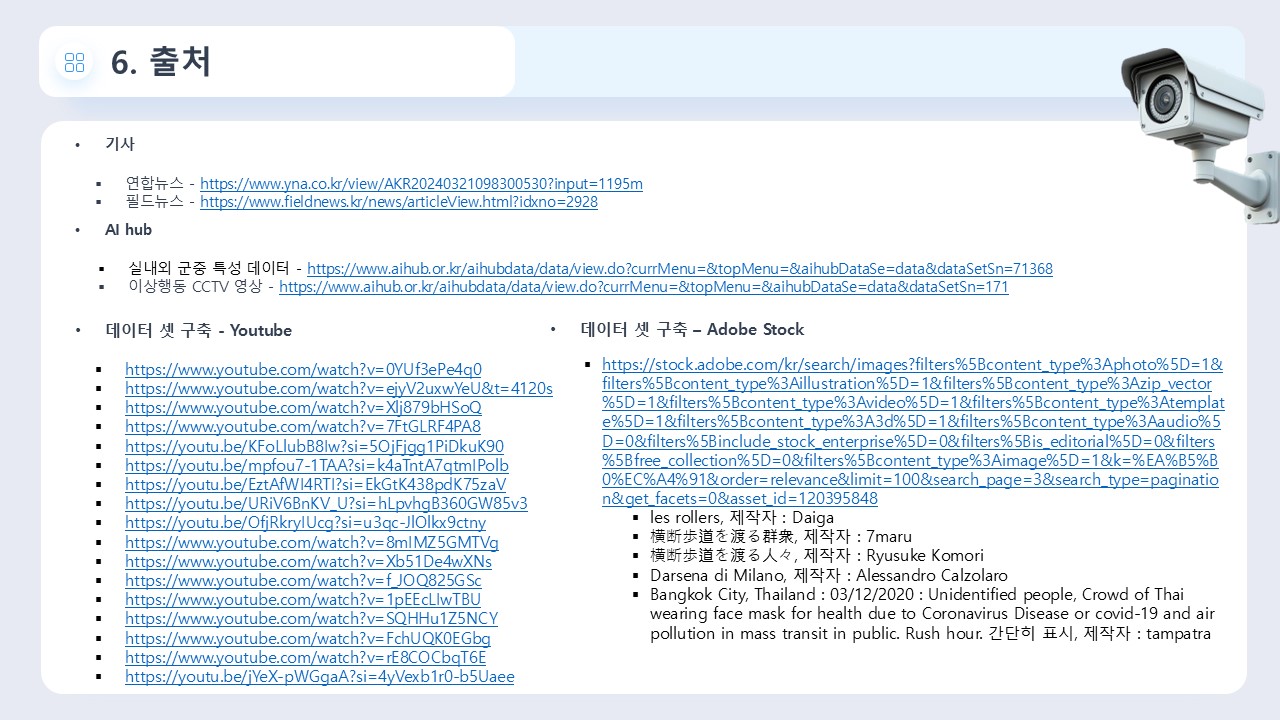 6. 출처
• 기사
▪ 연합뉴스 - https://www.yna.co.kr/view/AKR20240321098300530?input=1195m
▪ 필드뉴스 - https://www.fieldnews.kr/news/articleView.html?idxno=2928
• AI hub
▪ 실내외 군중 특성 데이터 - https://www.aihub.or.kr/aihubdata/data/view.do?currMenu=&topMenu=&aihubDataSe=data&dataSetSn=71368
▪ 이상행동 CCTV 영상 - https://www.aihub.or.kr/aihubdata/data/view.do?currMenu=&topMenu=&aihubDataSe=data&dataSetSn=171
• 데이터 셋 구축 - Youtube
▪ https://www.youtube.com/watch?v=0YUf3ePe4q0
▪ https://www.youtube.com/watch?v=ejyV2uxwYeU&t=4120s
▪ https://www.youtube.com/watch?v=Xlj879bHSoQ
▪ https://www.youtube.com/watch?v=7FtGLRF4PA8
▪ https://youtu.be/KFoLlubB8Iw?si=5OjFjgg1PiDkuK90
▪ https://youtu.be/mpfou7-1TAA?si=k4aTntA7qtmIPolb
▪ https://youtu.be/EztAfWI4RTI?si=EkGtK438pdK75zaV
▪ https://youtu.be/URiV6BnKV_U?si=hLpvhgB360GW85v3
▪ https://youtu.be/OfjRkryIUcg?si=u3qc-JlOlkx9ctny
▪ https://www.youtube.com/watch?v=8mIMZ5GMTVg
▪ https://www.youtube.com/watch?v=Xb51De4wXNs
▪ https://www.youtube.com/watch?v=f_JOQ825GSc
▪ https://www.youtube.com/watch?v=1pEEcLlwTBU
▪ https://www.youtube.com/watch?v=SQHHu1Z5NCY
▪ https://www.youtube.com/watch?v=FchUQK0EGbg
▪ https://www.youtube.com/watch?v=rE8COCbqT6E
▪ https://youtu.be/jYeX-pWGgaA?si=4yVexb1r0-b5Uaee
• 데이터 셋 구축 – Adobe Stock
▪ https://stock.adobe.com/kr/search/images?filters%5Bcontent_type%3Aphoto%5D=1&
filters%5Bcontent_type%3Aillustration%5D=1&filters%5Bcontent_type%3Azip_vector
%5D=1&filters%5Bcontent_type%3Avideo%5D=1&filters%5Bcontent_type%3Atemplat
e%5D=1&filters%5Bcontent_type%3A3d%5D=1&filters%5Bcontent_type%3Aaudio%5
D=0&filters%5Binclude_stock_enterprise%5D=0&filters%5Bis_editorial%5D=0&filters
%5Bfree_collection%5D=0&filters%5Bcontent_type%3Aimage%5D=1&k=%EA%B5%B
0%EC%A4%91&order=relevance&limit=100&search_page=3&search_type=paginatio
n&get_facets=0&asset_id=120395848
▪ les rollers, 제작자 : Daiga
▪ 横断歩道を渡る群衆, 제작자 : 7maru
▪ 横断歩道を渡る人々, 제작자 : Ryusuke Komori
▪ Darsena di Milano, 제작자 : Alessandro Calzolaro
▪ Bangkok City, Thailand : 03/12/2020 : Unidentified people, Crowd of Thai
wearing face mask for health due to Coronavirus Disease or covid-19 and air
pollution in mass transit in public. Rush hour. 간단히 표시, 제작자 : tampatra